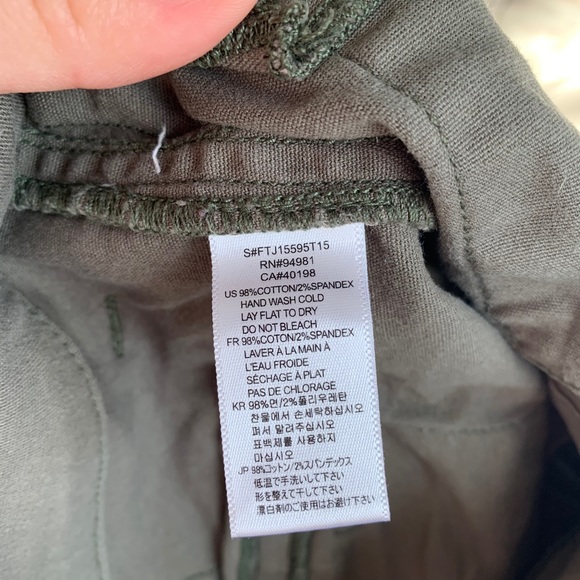 S#FTJ15595T15
RN#94981
CA#40198
US 98%COTTON/2%SPANDEX
HAND WASH COLD
LAY FLAT TO DRY
DO NOT BLEACH
FR 98%COTON/2%SPANDEX
LAVER À LA MAIN À
L'EAU FROIDE
SÉCHAGE À PLAT
PAS DE CHLORAGE
KR 98%면/2%폴리우레탄
찬물에서 손세탁하십시오
펴서 말려주십시오
표백제를 사용하지
마십시오
JP 98%コットン/2%スパンデックス
低温で手洗いして下さい
形を整えて干して下さい
漂白剤のご使用はお避け下さい